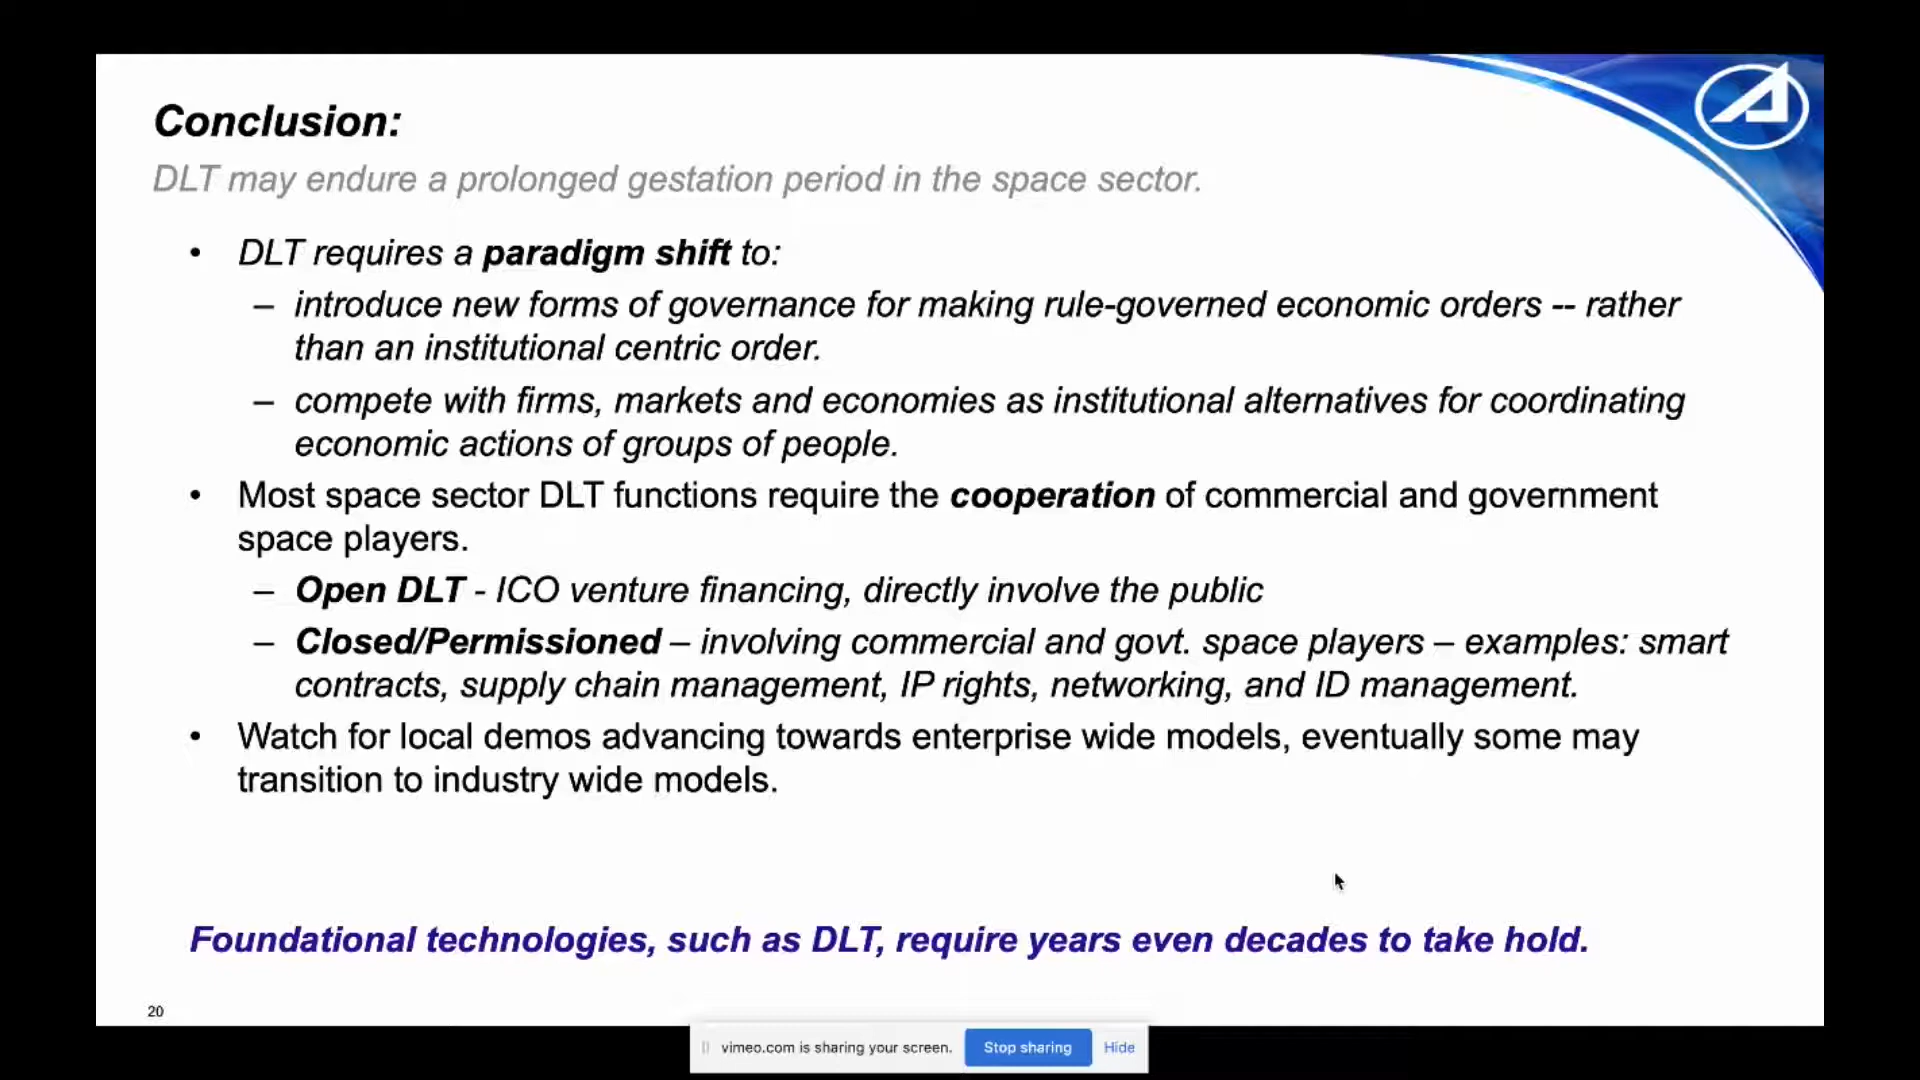 Conclusion:
DLT may endure a prolonged gestation period in the space sector.
• DLT requires a paradigm shift to:
– introduce new forms of governance for making rule-governed economic orders -- rather
than an institutional centric order.
– compete with firms, markets and economies as institutional alternatives for coordinating
economic actions of groups of people.
• Most space sector DLT functions require the cooperation of commercial and government
space players.
– Open DLT - ICO venture financing, directly involve the public
– Closed/Permissioned – involving commercial and govt. space players – examples: smart
contracts, supply chain management, IP rights, networking, and ID management.
• Watch for local demos advancing towards enterprise wide models, eventually some may
transition to industry wide models.
Foundational technologies, such as DLT, require years even decades to take hold.
20
vimeo.com is sharing your screen. Stop sharing Hide